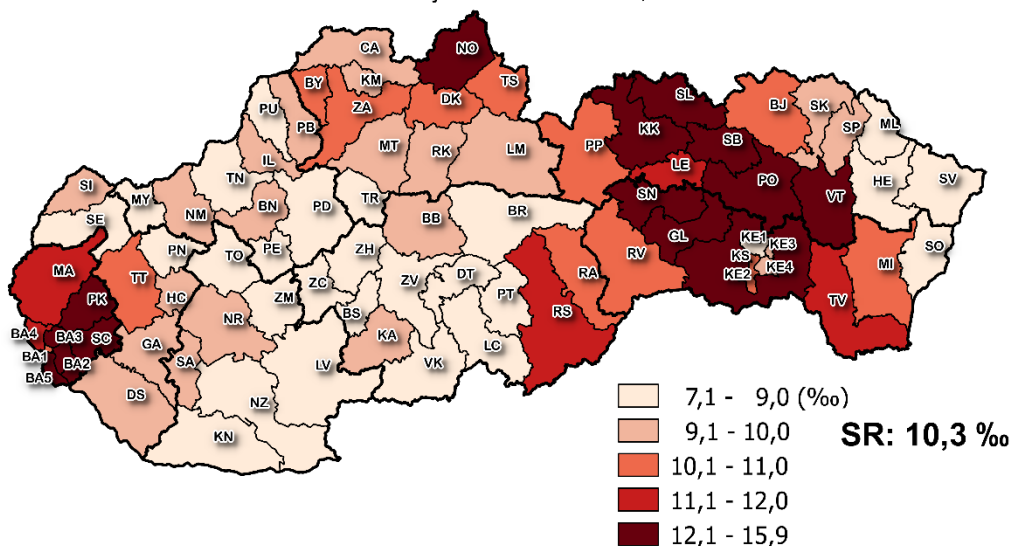 CA
NO
BY
KM
TS
PU
PB
ZA
DK
SL
BJ
SK
ML
KK
SP
MT
RK
LM
PP
SB
IL
LE
TN
PO
VT
HE
SV
SI
MY
NM
BN
PD
TR
SN
SE
BB
BR
PN
TO
PE
ZH
GL
KE1
KE3
SO
RV
KS
MA
TT
ZC
ZV
DT
RA
KE2
KE4
MI
PK
HC
ZM
PT
TV
NR
BS
RS
BA4
BA3
SC
GA
KA
LC
BA1
BA2
SA
LV
VK
BA5
DS
NZ
KN
7,1 - 9,0 (‰)
9,1 - 10,0
SR: 10,3 ‰
10,1 - 11,0
11,1 - 12,0
12,1 - 15,9